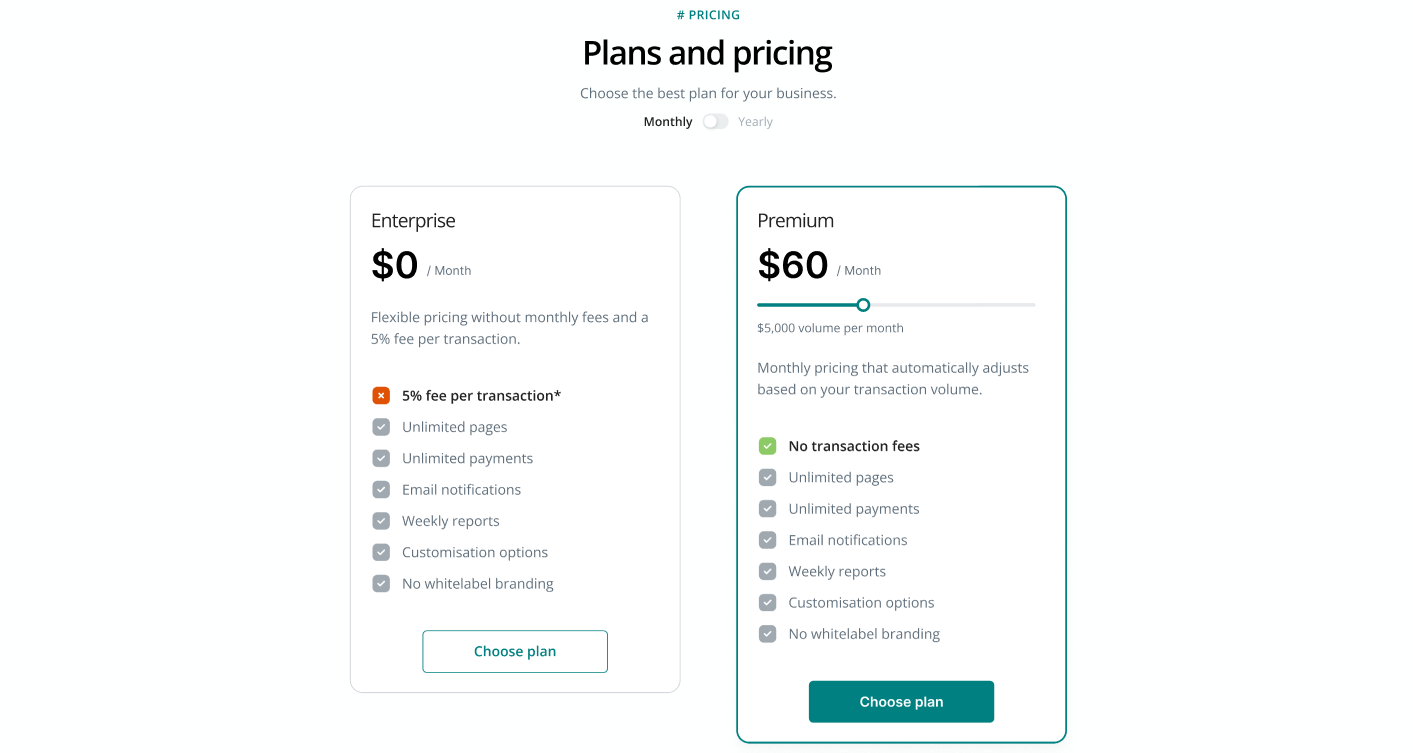 # PRICING
Plans and pricing
Choose the best plan for your business.
Monthly Yearly
Enterprise
$0 / Month
Flexible pricing without monthly fees and a
5% fee per transaction.
5% fee per transaction*
Unlimited pages
Unlimited payments
Email notifications
Weekly reports
Customisation options
No whitelabel branding
Choose plan
Premium
$60 / Month
$5,000 volume per month
Monthly pricing that automatically adjusts
based on your transaction volume.
No transaction fees
Unlimited pages
Unlimited payments
Email notifications
Weekly reports
Customisation options
No whitelabel branding
Choose plan